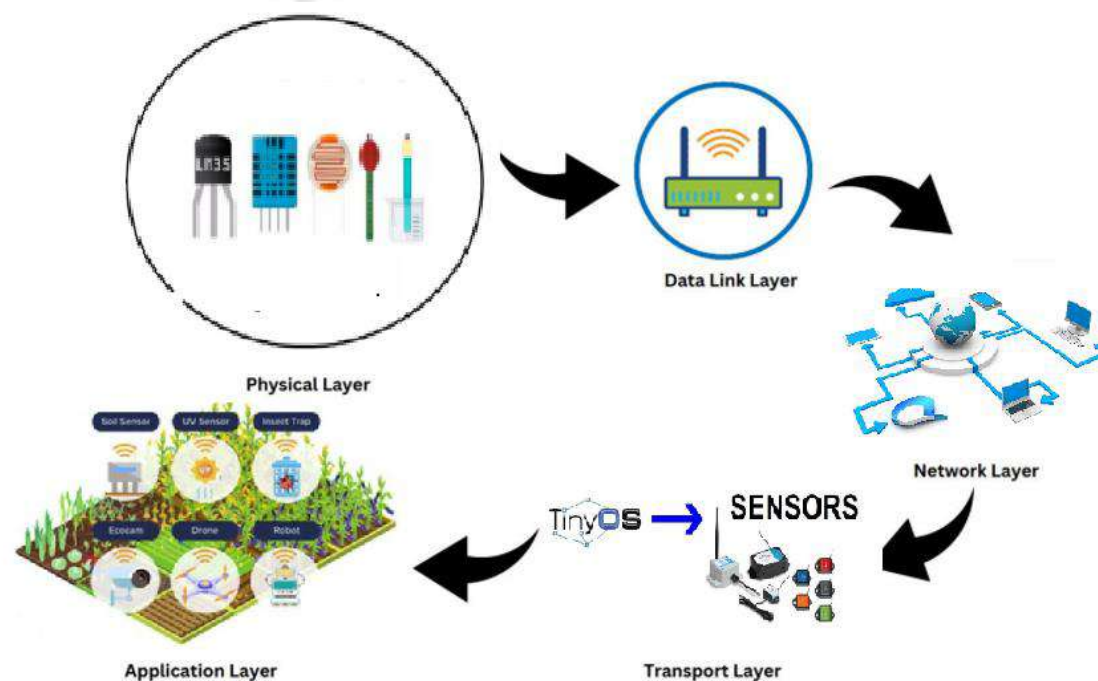 LM35
Data Link Layer
Physical Layer
Network Layer
Soil Sensor
UV Sensor
Insect Trap
Ecocam
Drone
Robot
TinyOS
SENSORS
Application Layer
Transport Layer